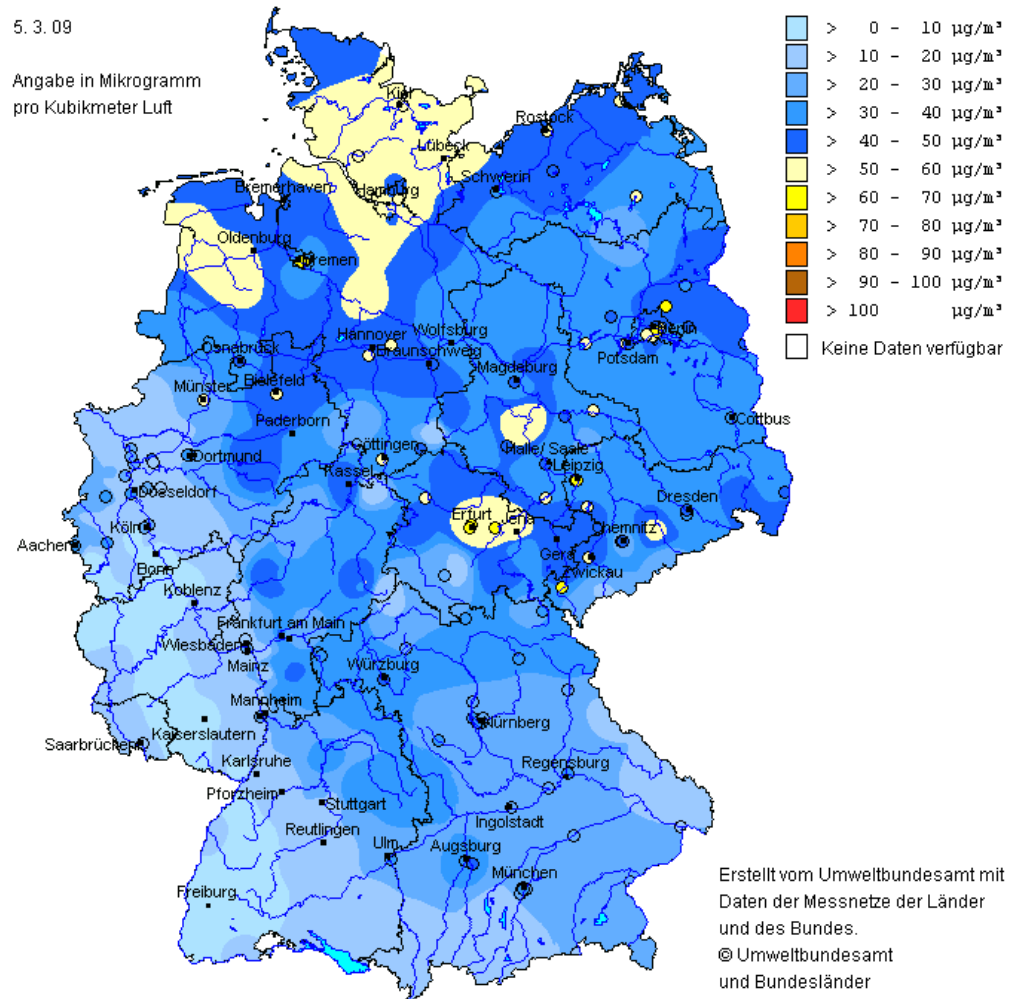 5. 3. 09
Angabe in Mikrogramm
pro Kubikmeter Luft
> 0 - 10 µg/m³
> 10 - 20 µg/m³
> 20 - 30 µg/m³
> 30 - 40 µg/m³
> 40 - 50 µg/m³
> 50 - 60 µg/m³
> 60 - 70 µg/m³
> 70 - 80 µg/m³
> 80 - 90 µg/m³
> 90 - 100 µg/m³
> 100 µg/m³
Keine Daten verfügbar
Kiel
Rostock
Lübeck
Schwerin
Bremerhaven
Hamburg
Oldenburg
Bremen
Hannover
Wolfsburg
Berlin
Osnabrück
Braunschweig
Potsdam
Magdeburg
Münster
Bielefeld
Paderborn
Cottbus
Göttingen
Halle/ Saale
Dortmund
Kassel
Leipzig
Düsseldorf
Dresden
Erfurt
Jena
Chemnitz
Köln
Aachen
Gera
Bonn
Zwickau
Koblenz
Frankfurt am Main
Wiesbaden
Mainz
Würzburg
Mannheim
Nürnberg
Kaiserslautern
Saarbrücken
Karlsruhe
Regensburg
Pforzheim
Stuttgart
Ingolstadt
Reutlingen
Ulm
Augsburg
München
Freiburg
Erstellt vom Umweltbundesamt mit
Daten der Messnetze der Länder
und des Bundes.
© Umweltbundesamt
und Bundesländer